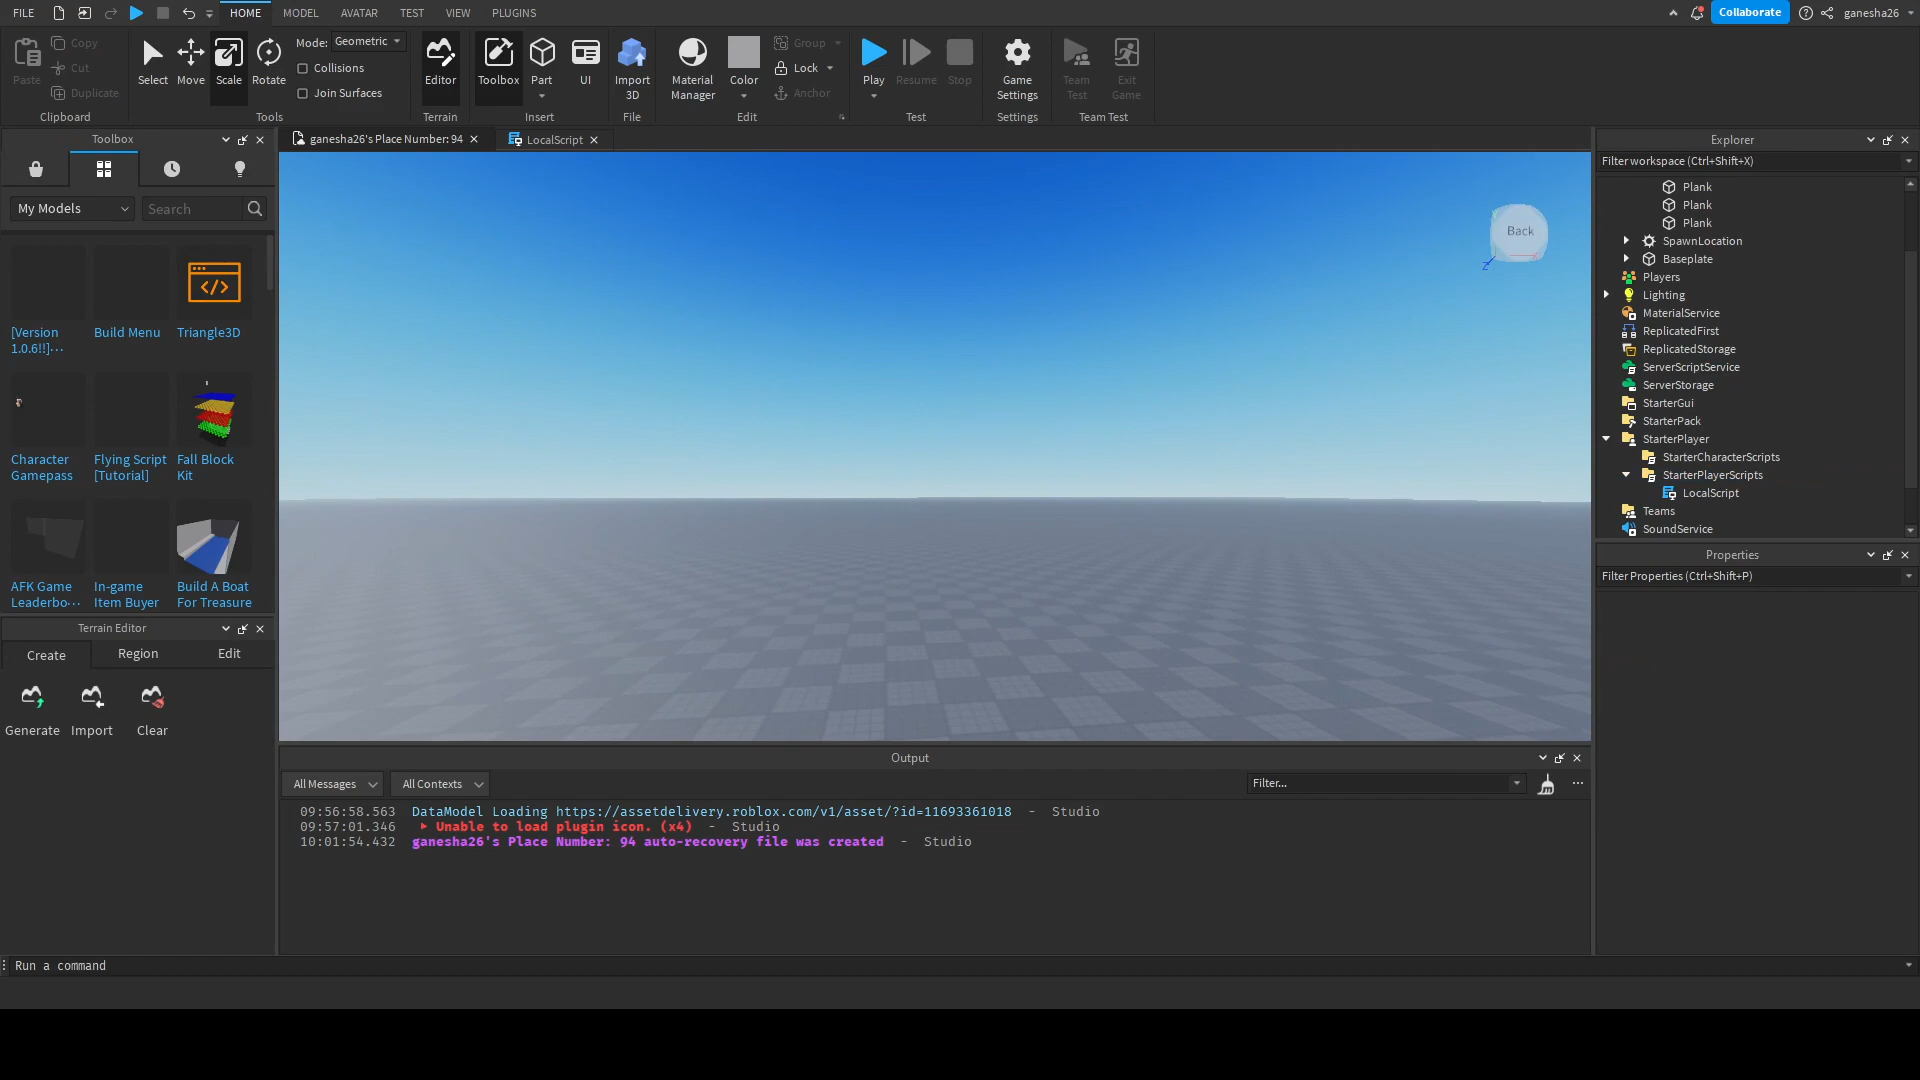 FILE
HOME
MODEL
AVATAR
TEST
VIEW
PLUGINS
Collaborate
ganesha26
Paste
Copy
Cut
Duplicate
Clipboard
Select
Move
Scale
Rotate
Mode: Geometric
Collisions
Join Surfaces
Tools
Editor
Terrain
Toolbox
Part
UI
Insert
Import
3D
File
Material
Manager
Color
Group
Lock
Anchor
Edit
Play
Resume
Stop
Test
Game
Settings
Settings
Team
Test
Exit
Game
Team Test
Toolbox
My Models
Search
[Version
1.0.6!!]...
Build Menu
Triangle3D
Character
Gamepass
Flying Script
[Tutorial]
Fall Block
Kit
AFK Game
Leaderbo...
In-game
Item Buyer
Build A Boat
For Treasure
Terrain Editor
Create
Region
Edit
Generate
Import
Clear
ganesha26's Place Number: 94
LocalScript
Back
Z
Output
All Messages
All Contexts
Filter...
09:56:58.563 DataModel Loading https://assetdelivery.roblox.com/v1/asset/?id=11693361018 - Studio
09:57:01.346 Unable to load plugin icon. (x4) - Studio
10:01:54.432 ganesha26's Place Number: 94 auto-recovery file was created - Studio
Explorer
Filter workspace (Ctrl+Shift+X)
Plank
Plank
Plank
SpawnLocation
Baseplate
Players
Lighting
MaterialService
ReplicatedFirst
ReplicatedStorage
ServerScriptService
ServerStorage
StarterGui
StarterPack
StarterPlayer
StarterCharacterScripts
StarterPlayerScripts
LocalScript
Teams
SoundService
Properties
Filter Properties (Ctrl+Shift+P)
Run a command